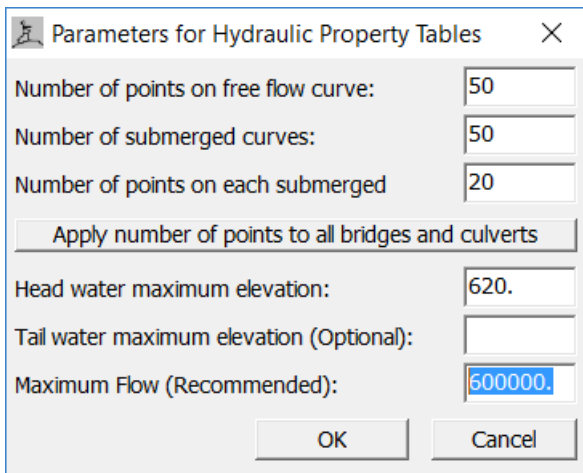 Parameters for Hydraulic Property Tables
Number of points on free flow curve: 50
Number of submerged curves: 50
Number of points on each submerged 20
Apply number of points to all bridges and culverts
Head water maximum elevation: 620.
Tail water maximum elevation (Optional):
Maximum Flow (Recommended): 600000.
OK Cancel